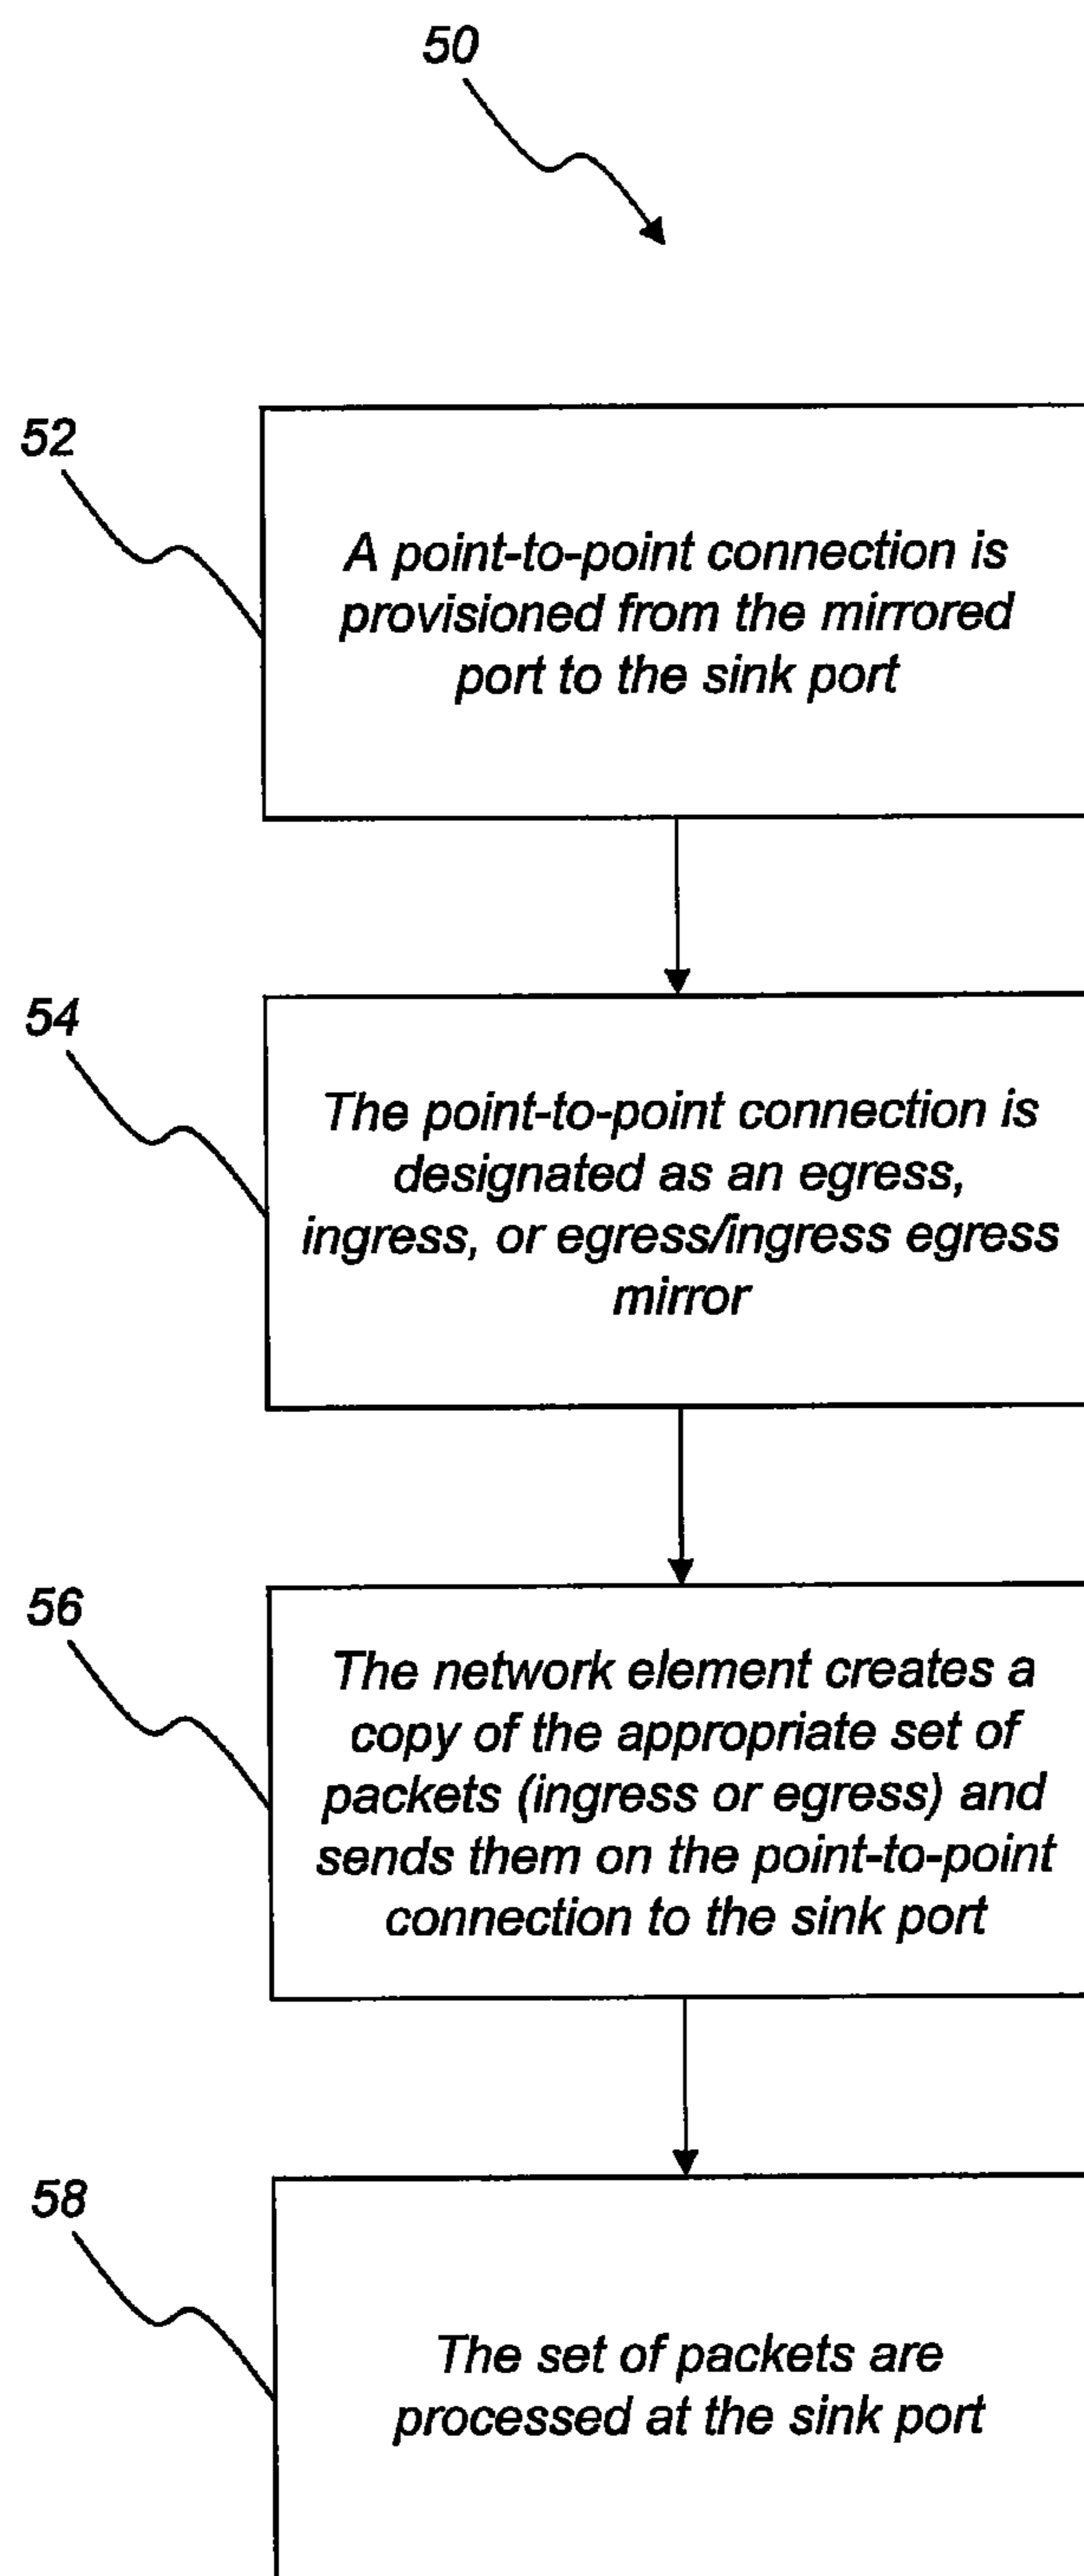 50
52
A point-to-point connection is
provisioned from the mirrored
port to the sink port
54
The point-to-point connection is
designated as an egress,
ingress, or egress/ingress egress
mirror
56
The network element creates a
copy of the appropriate set of
packets (ingress or egress) and
sends them on the point-to-point
connection to the sink port
58
The set of packets are
processed at the sink port